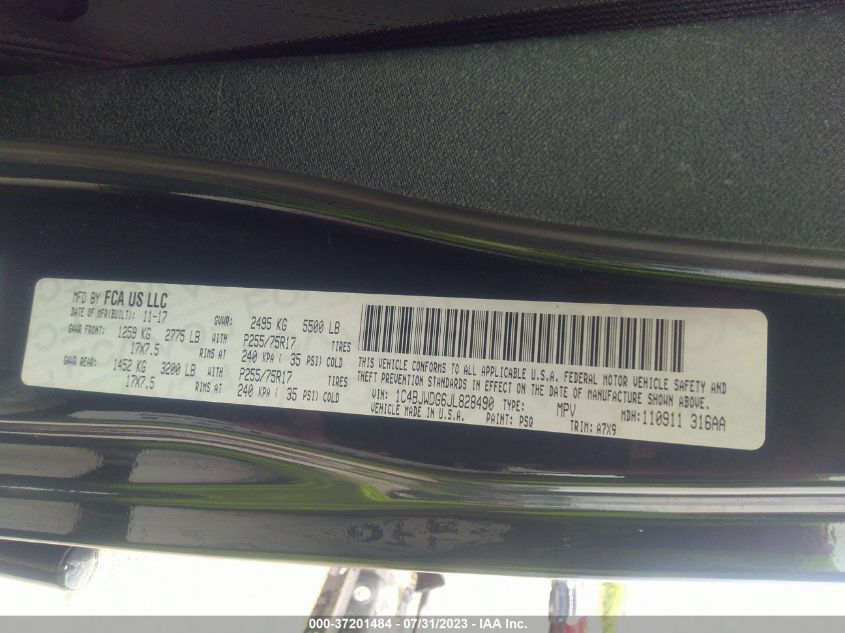 MFD BY FCA US LLC
DATE OF MFR(BUILT): 11-17 GVWR: 2495 KG 5500 LB
GAWR FRONT: 1259 KG 2775 LB WITH P255/75R17 TIRES
17X7.5 RIMS AT 240 KPA ( 35 PSI) COLD
GAWR REAR: 1452 KG 3200 LB WITH P255/75R17 TIRES
17X7.5 RIMS AT 240 KPA ( 35 PSI) COLD
THIS VEHICLE CONFORMS TO ALL APPLICABLE U.S.A. FEDERAL MOTOR VEHICLE SAFETY AND
THEFT PREVENTION STANDARDS IN EFFECT ON THE DATE OF MANUFACTURE SHOWN ABOVE.
VIN: 1C4BJWDG6JL828490 TYPE: MPV MDH: 110911 316AA
VEHICLE MADE IN U.S.A. PAINT: PSQ TRIM: A7X9
000-37201484 - 07/31/2023 - IAA Inc.